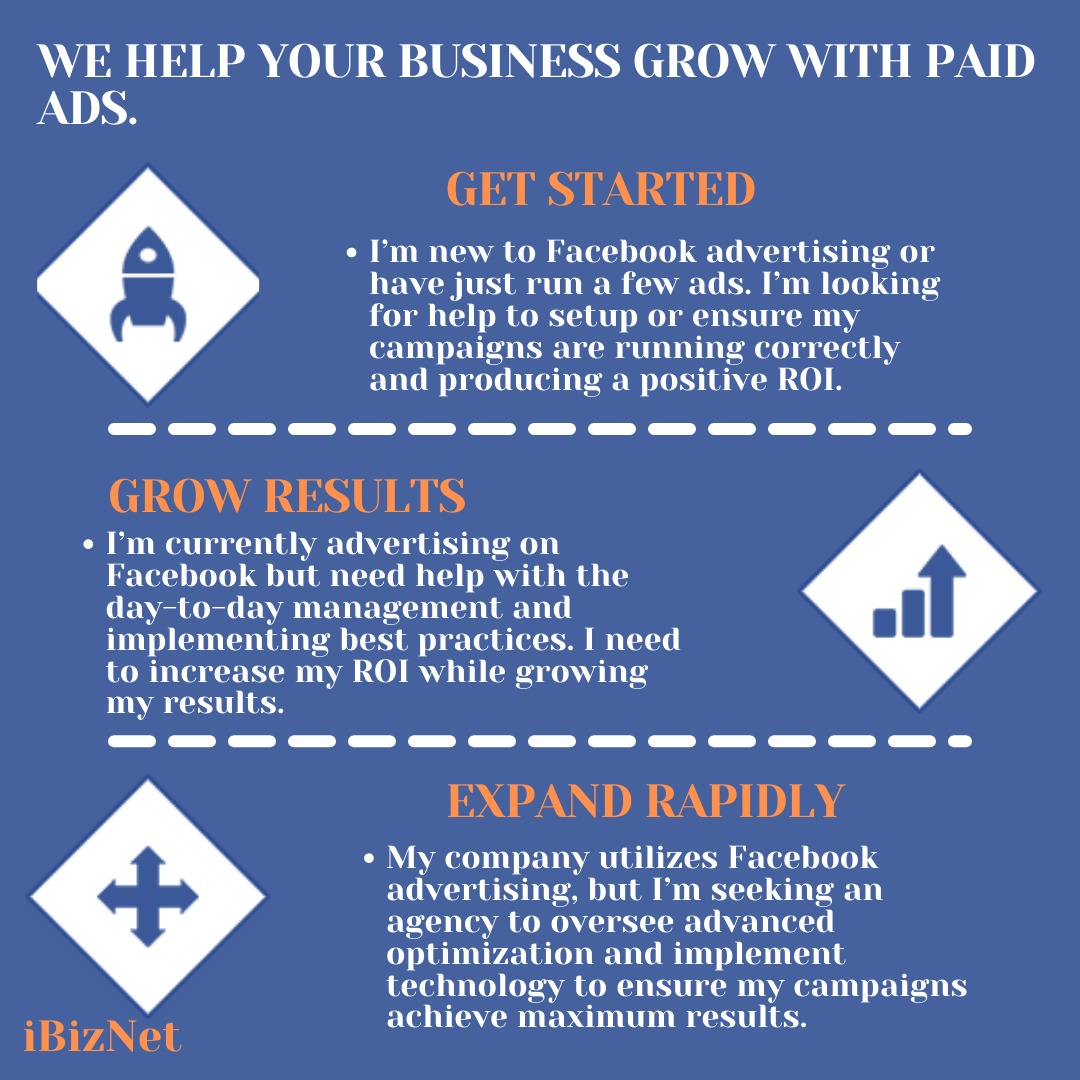 WE HELP YOUR BUSINESS GROW WITH PAID
ADS.
GET STARTED
• I’m new to Facebook advertising or
have just run a few ads. I’m looking
for help to setup or ensure my
campaigns are running correctly
and producing a positive ROI.
GROW RESULTS
• I’m currently advertising on
Facebook but need help with the
day-to-day management and
implementing best practices. I need
to increase my ROI while growing
my results.
EXPAND RAPIDLY
• My company utilizes Facebook
advertising, but I’m seeking an
agency to oversee advanced
optimization and implement
technology to ensure my campaigns
achieve maximum results.
iBizNet